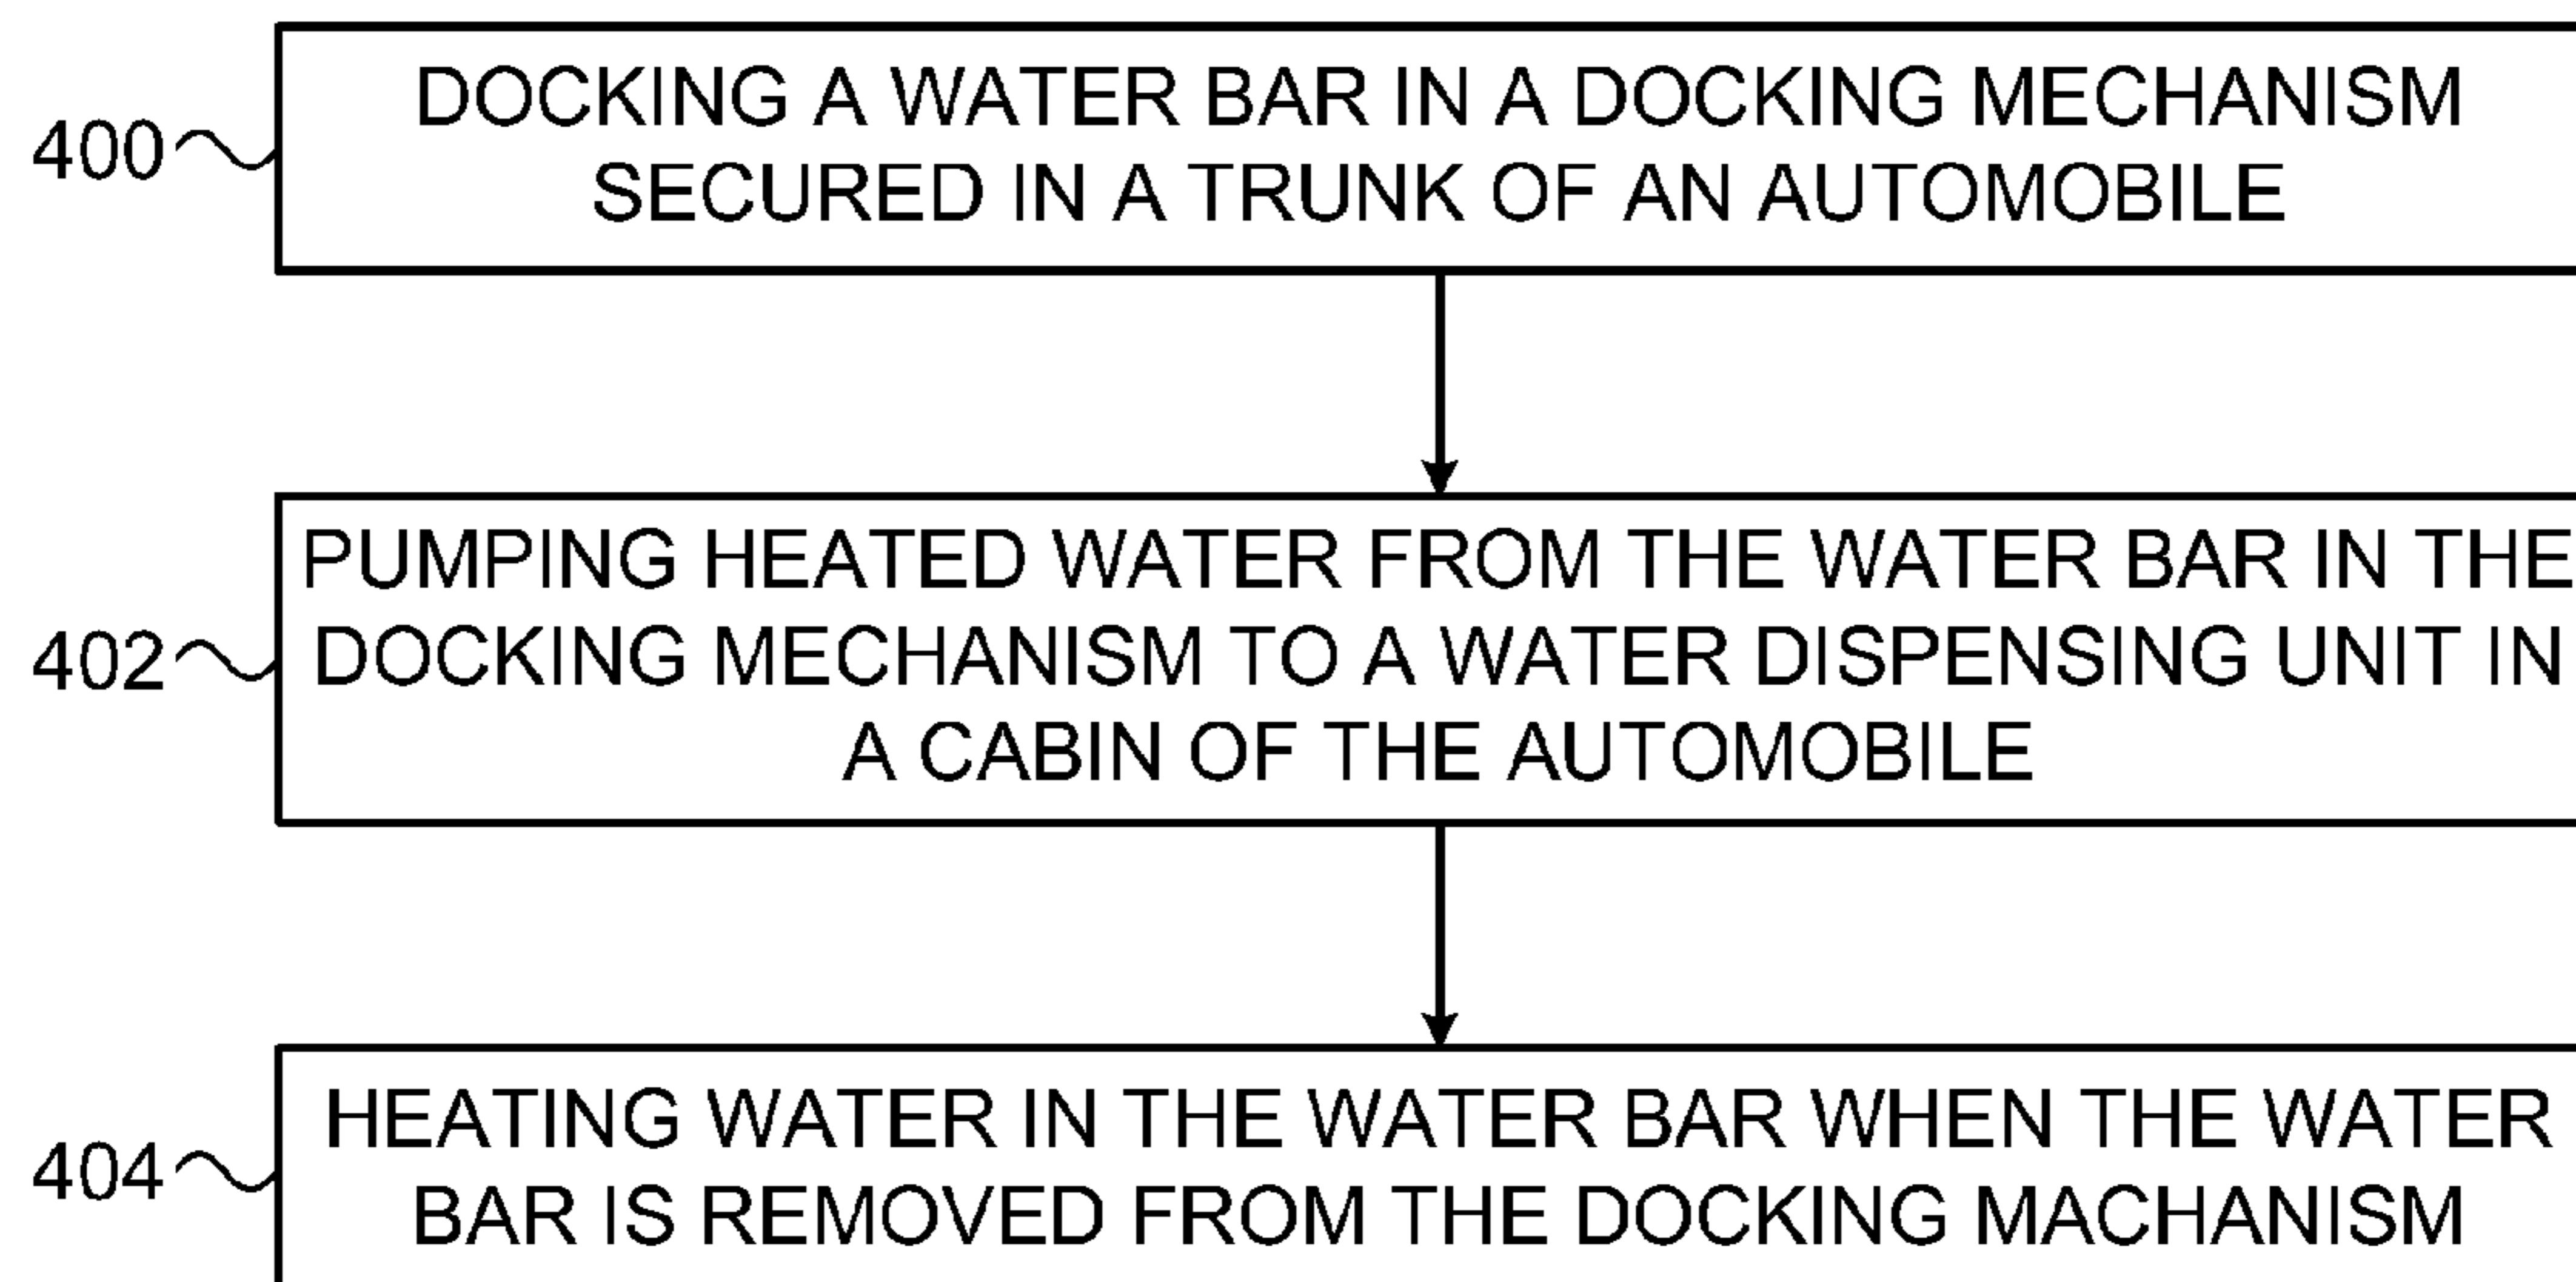 400
DOCKING A WATER BAR IN A DOCKING MECHANISM
SECURED IN A TRUNK OF AN AUTOMOBILE
402
PUMPING HEATED WATER FROM THE WATER BAR IN THE
DOCKING MECHANISM TO A WATER DISPENSING UNIT IN
A CABIN OF THE AUTOMOBILE
404
HEATING WATER IN THE WATER BAR WHEN THE WATER
BAR IS REMOVED FROM THE DOCKING MACHANISM